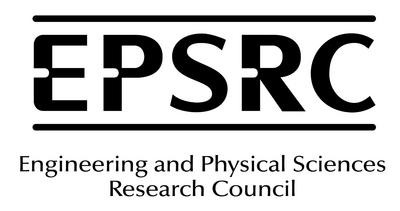 EPSRC
Engineering and Physical Sciences
Research Council